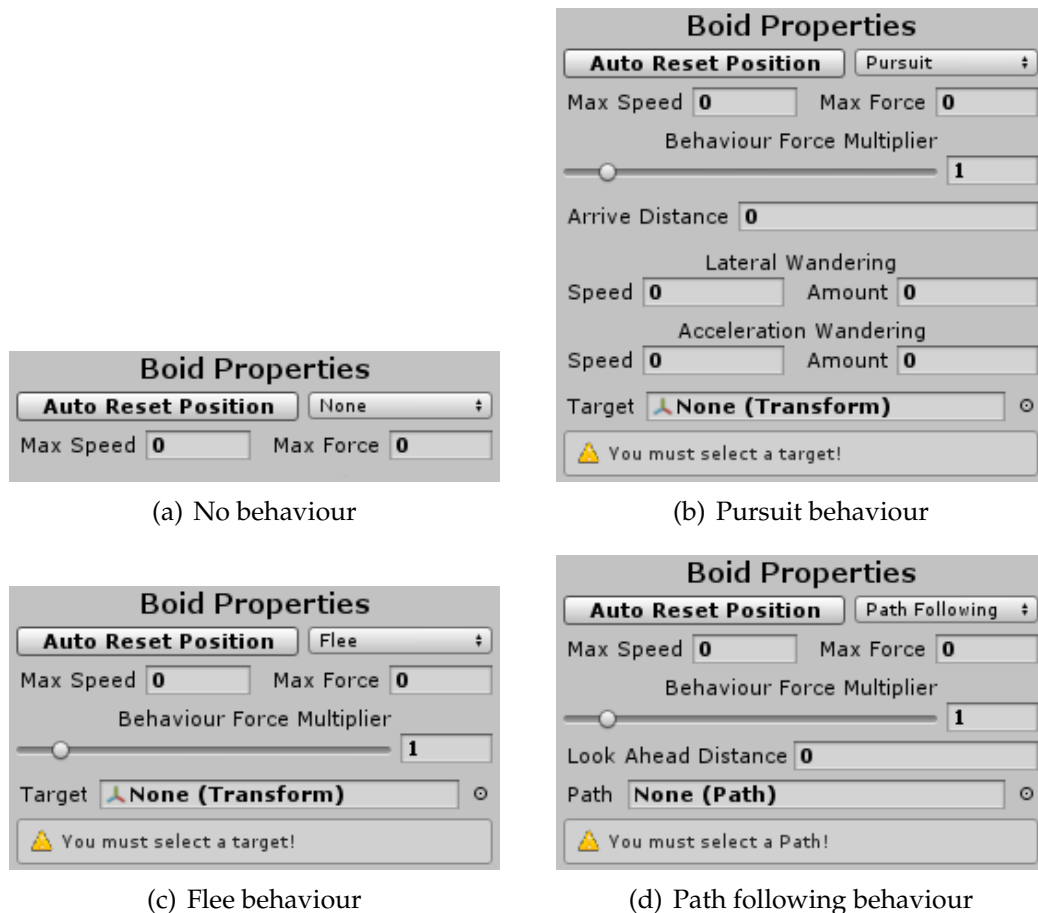 Boid Properties
Auto Reset Position None
Max Speed 0 Max Force 0
(a) No behaviour
Boid Properties
Auto Reset Position Pursuit
Max Speed 0 Max Force 0
Behaviour Force Multiplier
1
Arrive Distance 0
Lateral Wandering
Speed 0 Amount 0
Acceleration Wandering
Speed 0 Amount 0
Target None (Transform)
You must select a target!
(b) Pursuit behaviour
Boid Properties
Auto Reset Position Flee
Max Speed 0 Max Force 0
Behaviour Force Multiplier
1
Target None (Transform)
You must select a target!
(c) Flee behaviour
Boid Properties
Auto Reset Position Path Following
Max Speed 0 Max Force 0
Behaviour Force Multiplier
1
Look Ahead Distance 0
Path None (Path)
You must select a Path!
(d) Path following behaviour